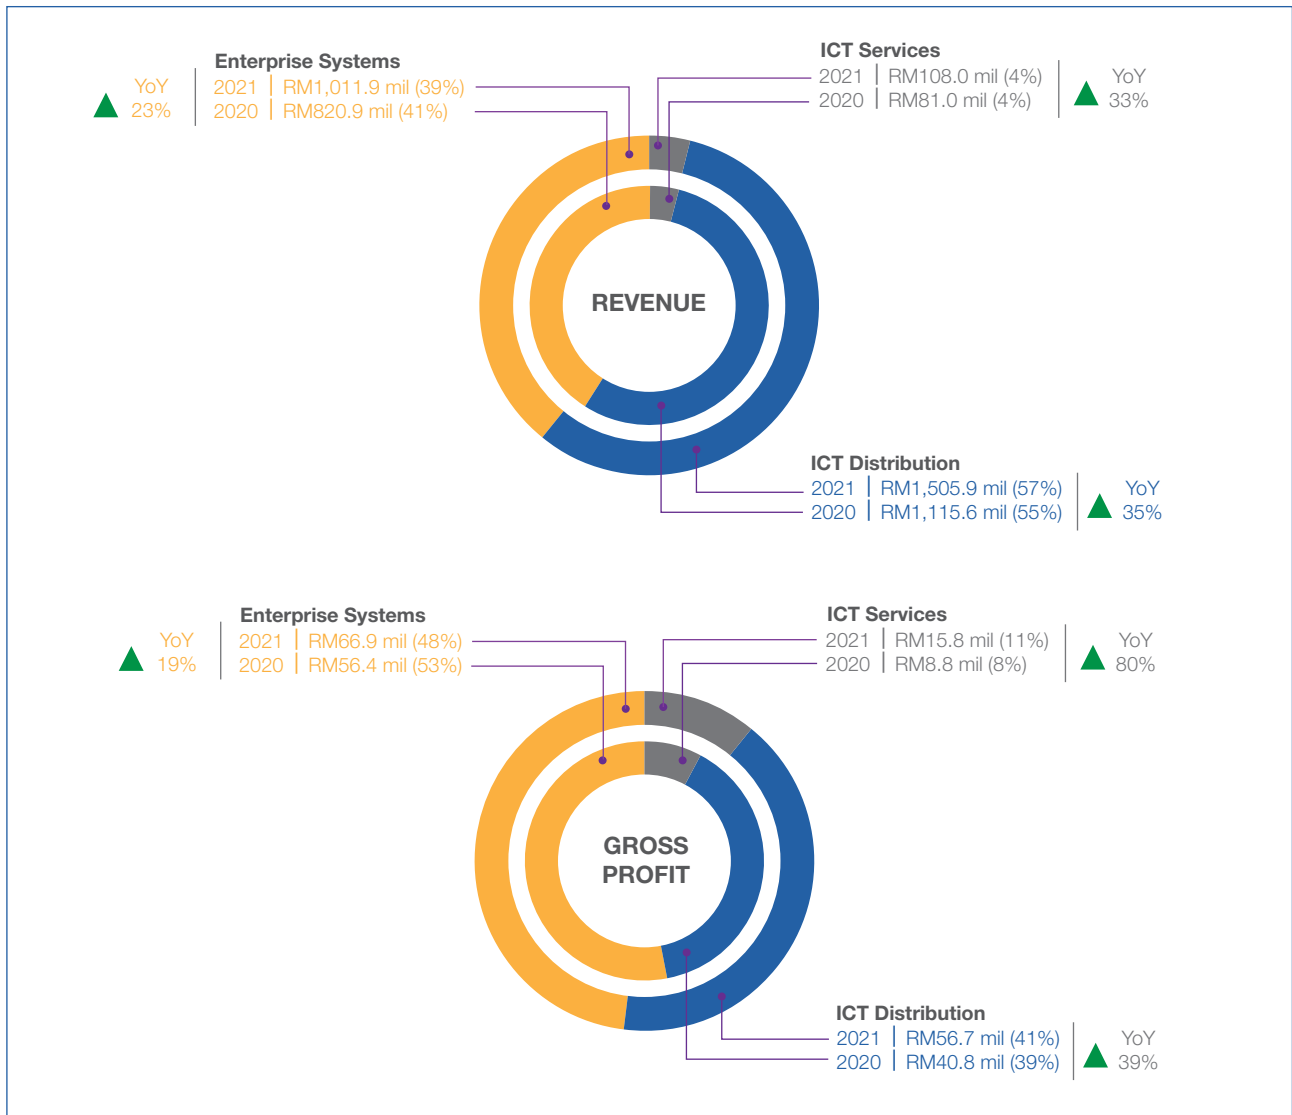 Enterprise Systems
YoY 2021 | RM1,011.9 mil (39%)
23% 2020 | RM820.9 mil (41%)
ICT Services
2021 | RM108.0 mil (4%) YoY
2020 | RM81.0 mil (4%) 33%
REVENUE
ICT Distribution
2021 | RM1,505.9 mil (57%) YoY
2020 | RM1,115.6 mil (55%) 35%
Enterprise Systems
YoY 2021 | RM66.9 mil (48%)
19% 2020 | RM56.4 mil (53%)
ICT Services
2021 | RM15.8 mil (11%) YoY
2020 | RM8.8 mil (8%) 80%
GROSS
PROFIT
ICT Distribution
2021 | RM56.7 mil (41%) YoY
2020 | RM40.8 mil (39%) 39%